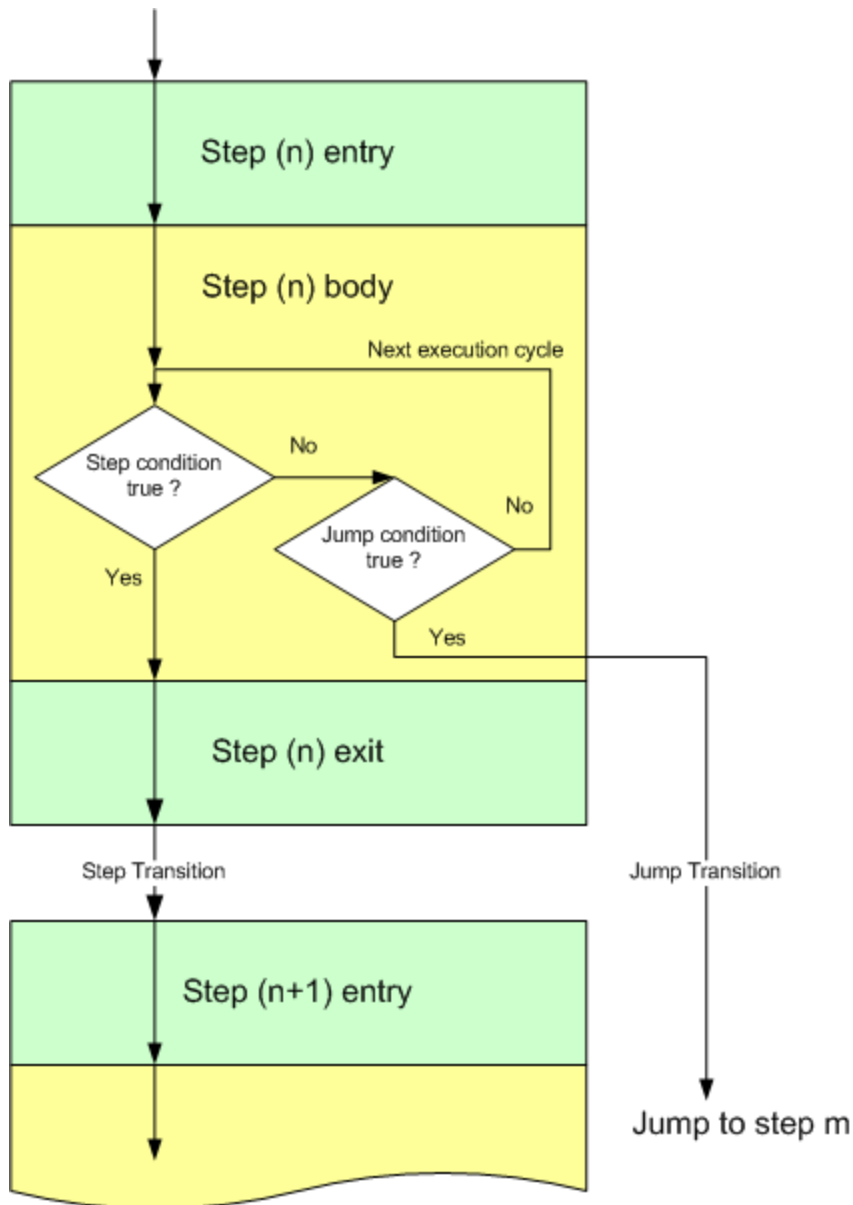 Step (n) entry
Step (n) body
Next execution cycle
Step condition
true ?
No
Jump condition
true ?
No
Yes
Yes
Step (n) exit
Step Transition
Jump Transition
Step (n+1) entry
Jump to step m